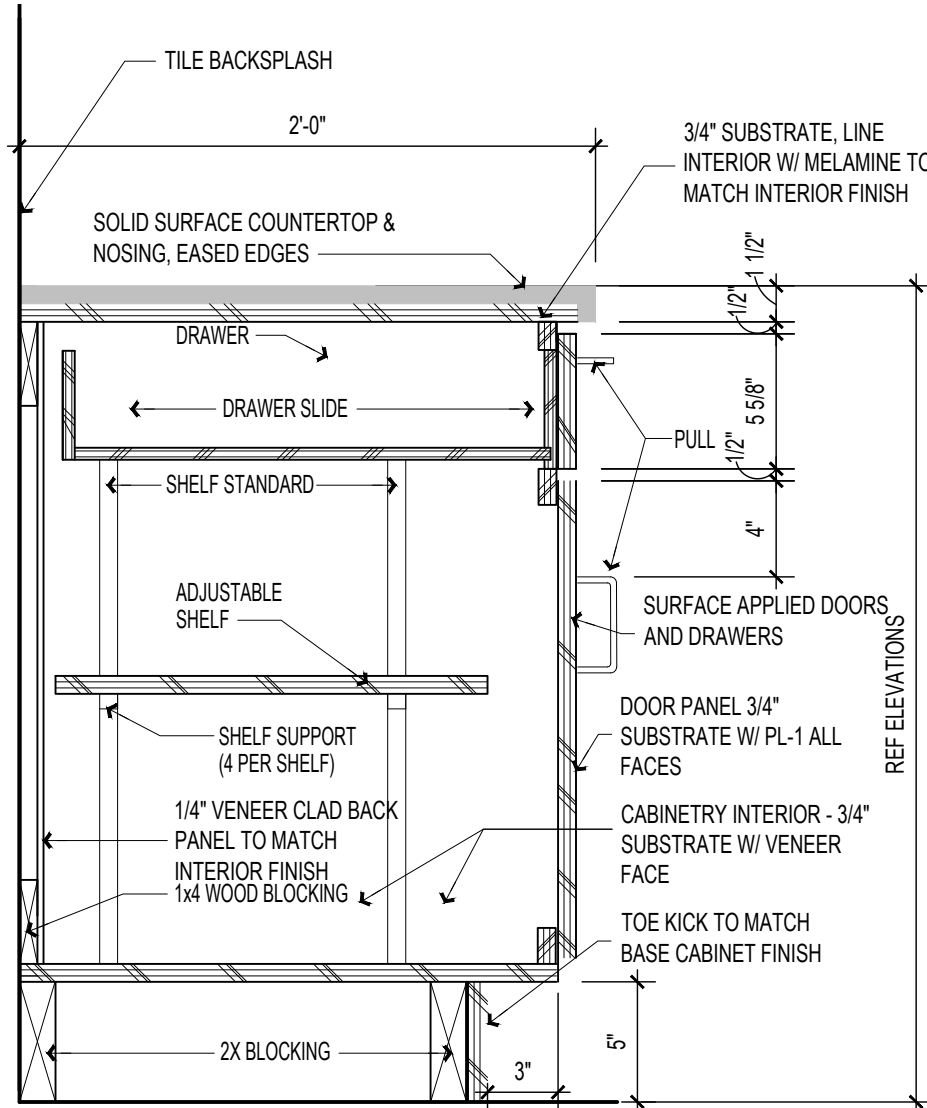 TILE BACKSPLASH
2'-0"
3/4" SUBSTRATE, LINE
INTERIOR W/ MELAMINE TO
MATCH INTERIOR FINISH
SOLID SURFACE COUNTERTOP &
NOSING, EASED EDGES
1 1/2"
1/2"
DRAWER
DRAWER SLIDE
5 5/8"
PULL
1/2"
SHELF STANDARD
4"
ADJUSTABLE
SHELF
SURFACE APPLIED DOORS
AND DRAWERS
REF ELEVATIONS
SHELF SUPPORT
(4 PER SHELF)
DOOR PANEL 3/4"
SUBSTRATE W/ PL-1 ALL
FACES
1/4" VENEER CLAD BACK
PANEL TO MATCH
INTERIOR FINISH
1x4 WOOD BLOCKING
CABINETRY INTERIOR - 3/4"
SUBSTRATE W/ VENEER
FACE
TOE KICK TO MATCH
BASE CABINET FINISH
2X BLOCKING
3"
5"